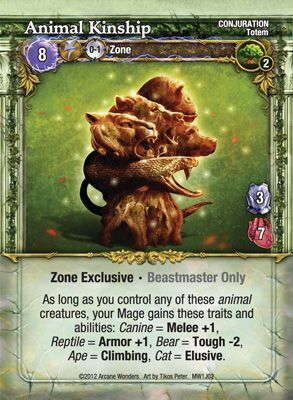 Animal Kinship
CONJURATION
Totem
8
0-1
Zone
2
3
7
Zone Exclusive • Beastmaster Only
As long as you control any of these animal
creatures, your Mage gains these traits and
abilities: Canine = Melee +1,
Reptile = Armor +1, Bear = Tough -2,
Ape = Climbing, Cat = Elusive.
©2012 Arcane Wonders. Art by Tikos Peter. MW1J02